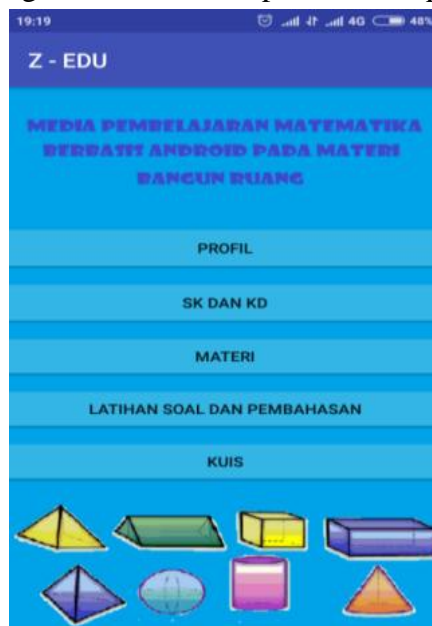 19:19 4G 48%
Z - EDU
MEDIA PEMBELAJARAN MATEMATIKA
BERBASIS ANDROID PADA MATERI
BANGUN RUANG
PROFIL
SK DAN KD
MATERI
LATIHAN SOAL DAN PEMBAHASAN
KUIS